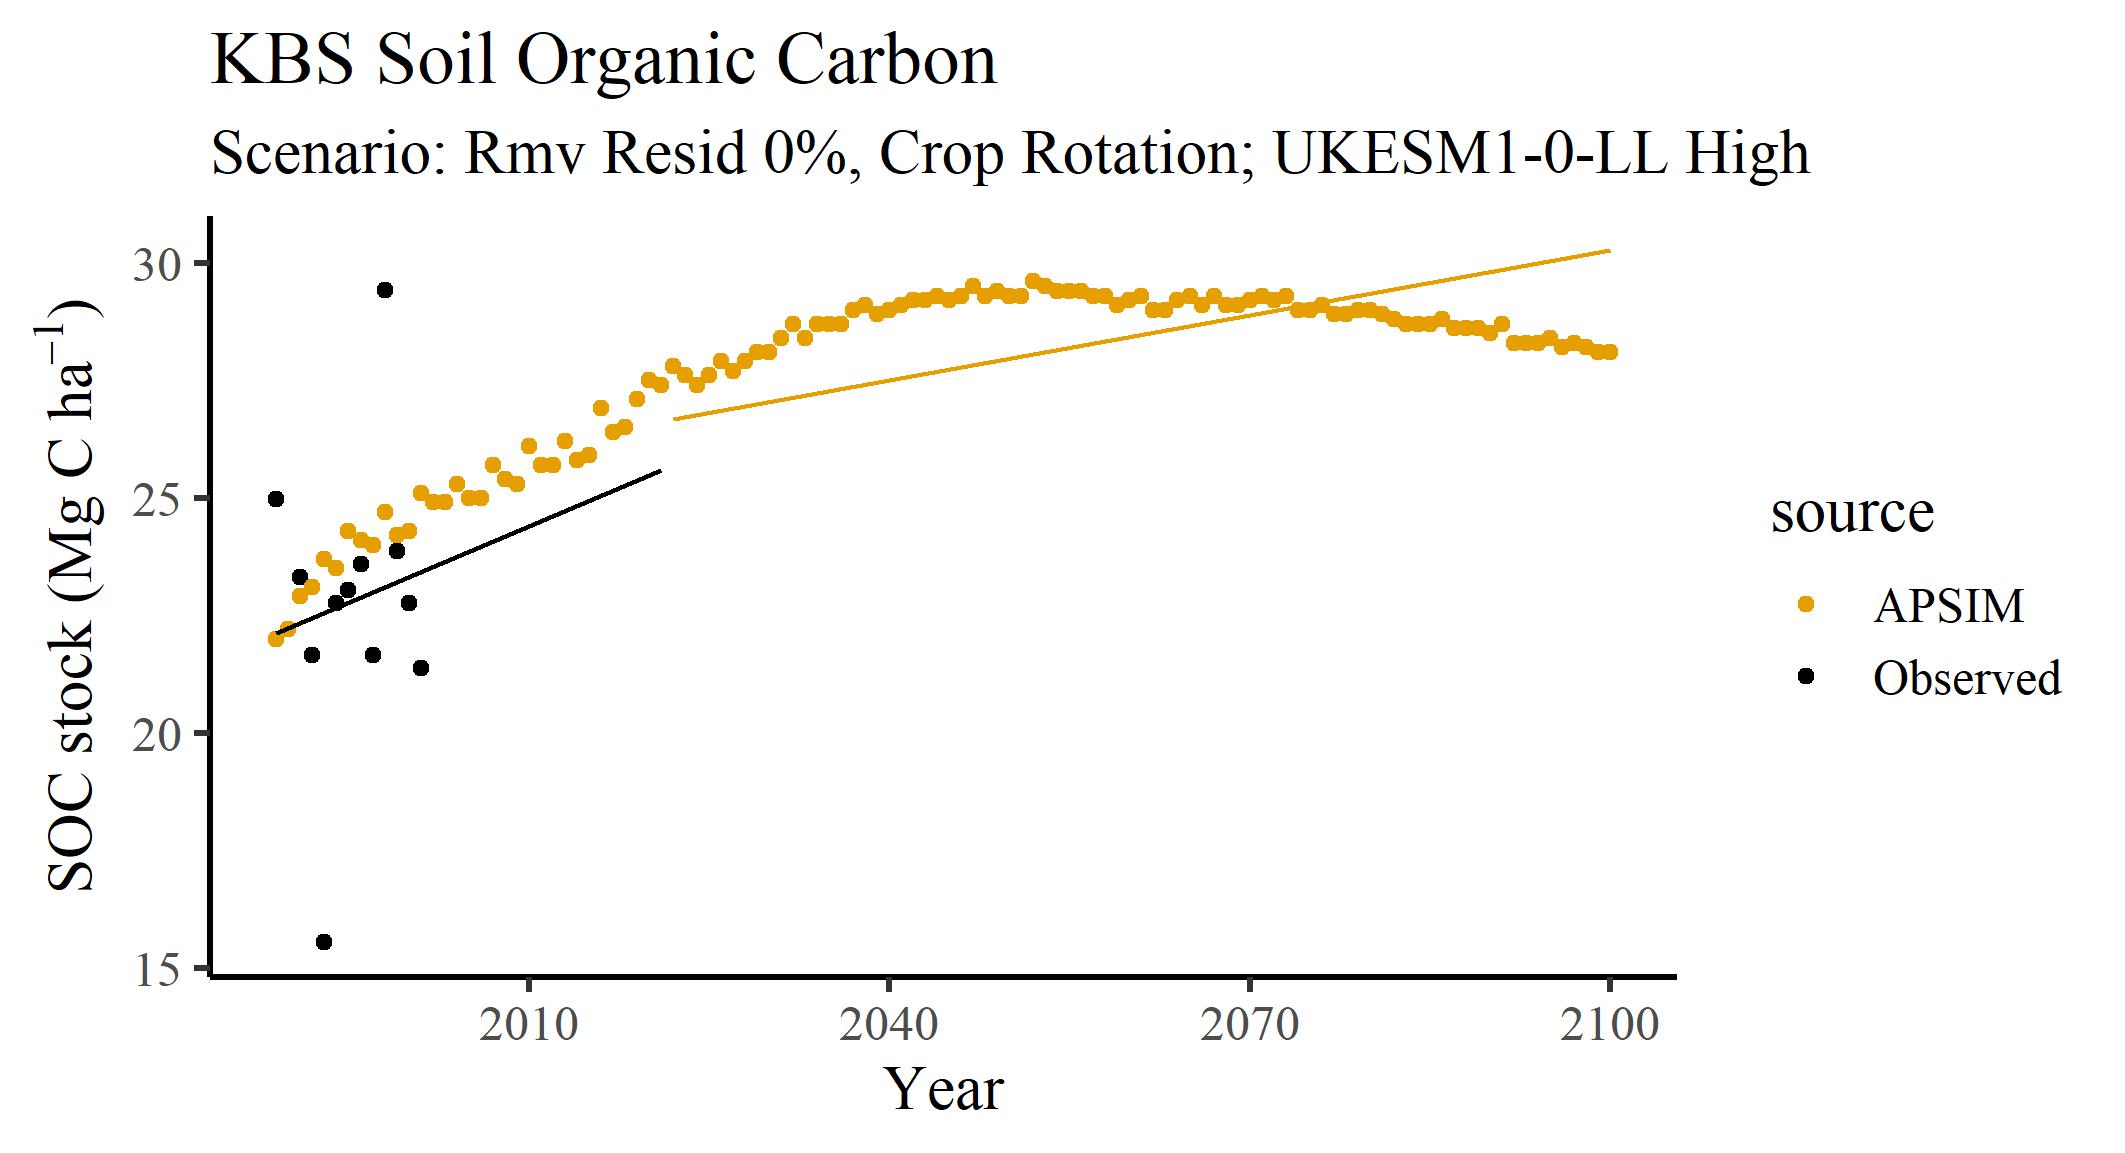 KBS Soil Organic Carbon
Scenario: Rmv Resid 0%, Crop Rotation; UKESM1-0-LL High
SOC stock (Mg C ha⁻¹)
30
25
20
15
2010 2040 2070 2100
Year
source
APSIM
Observed